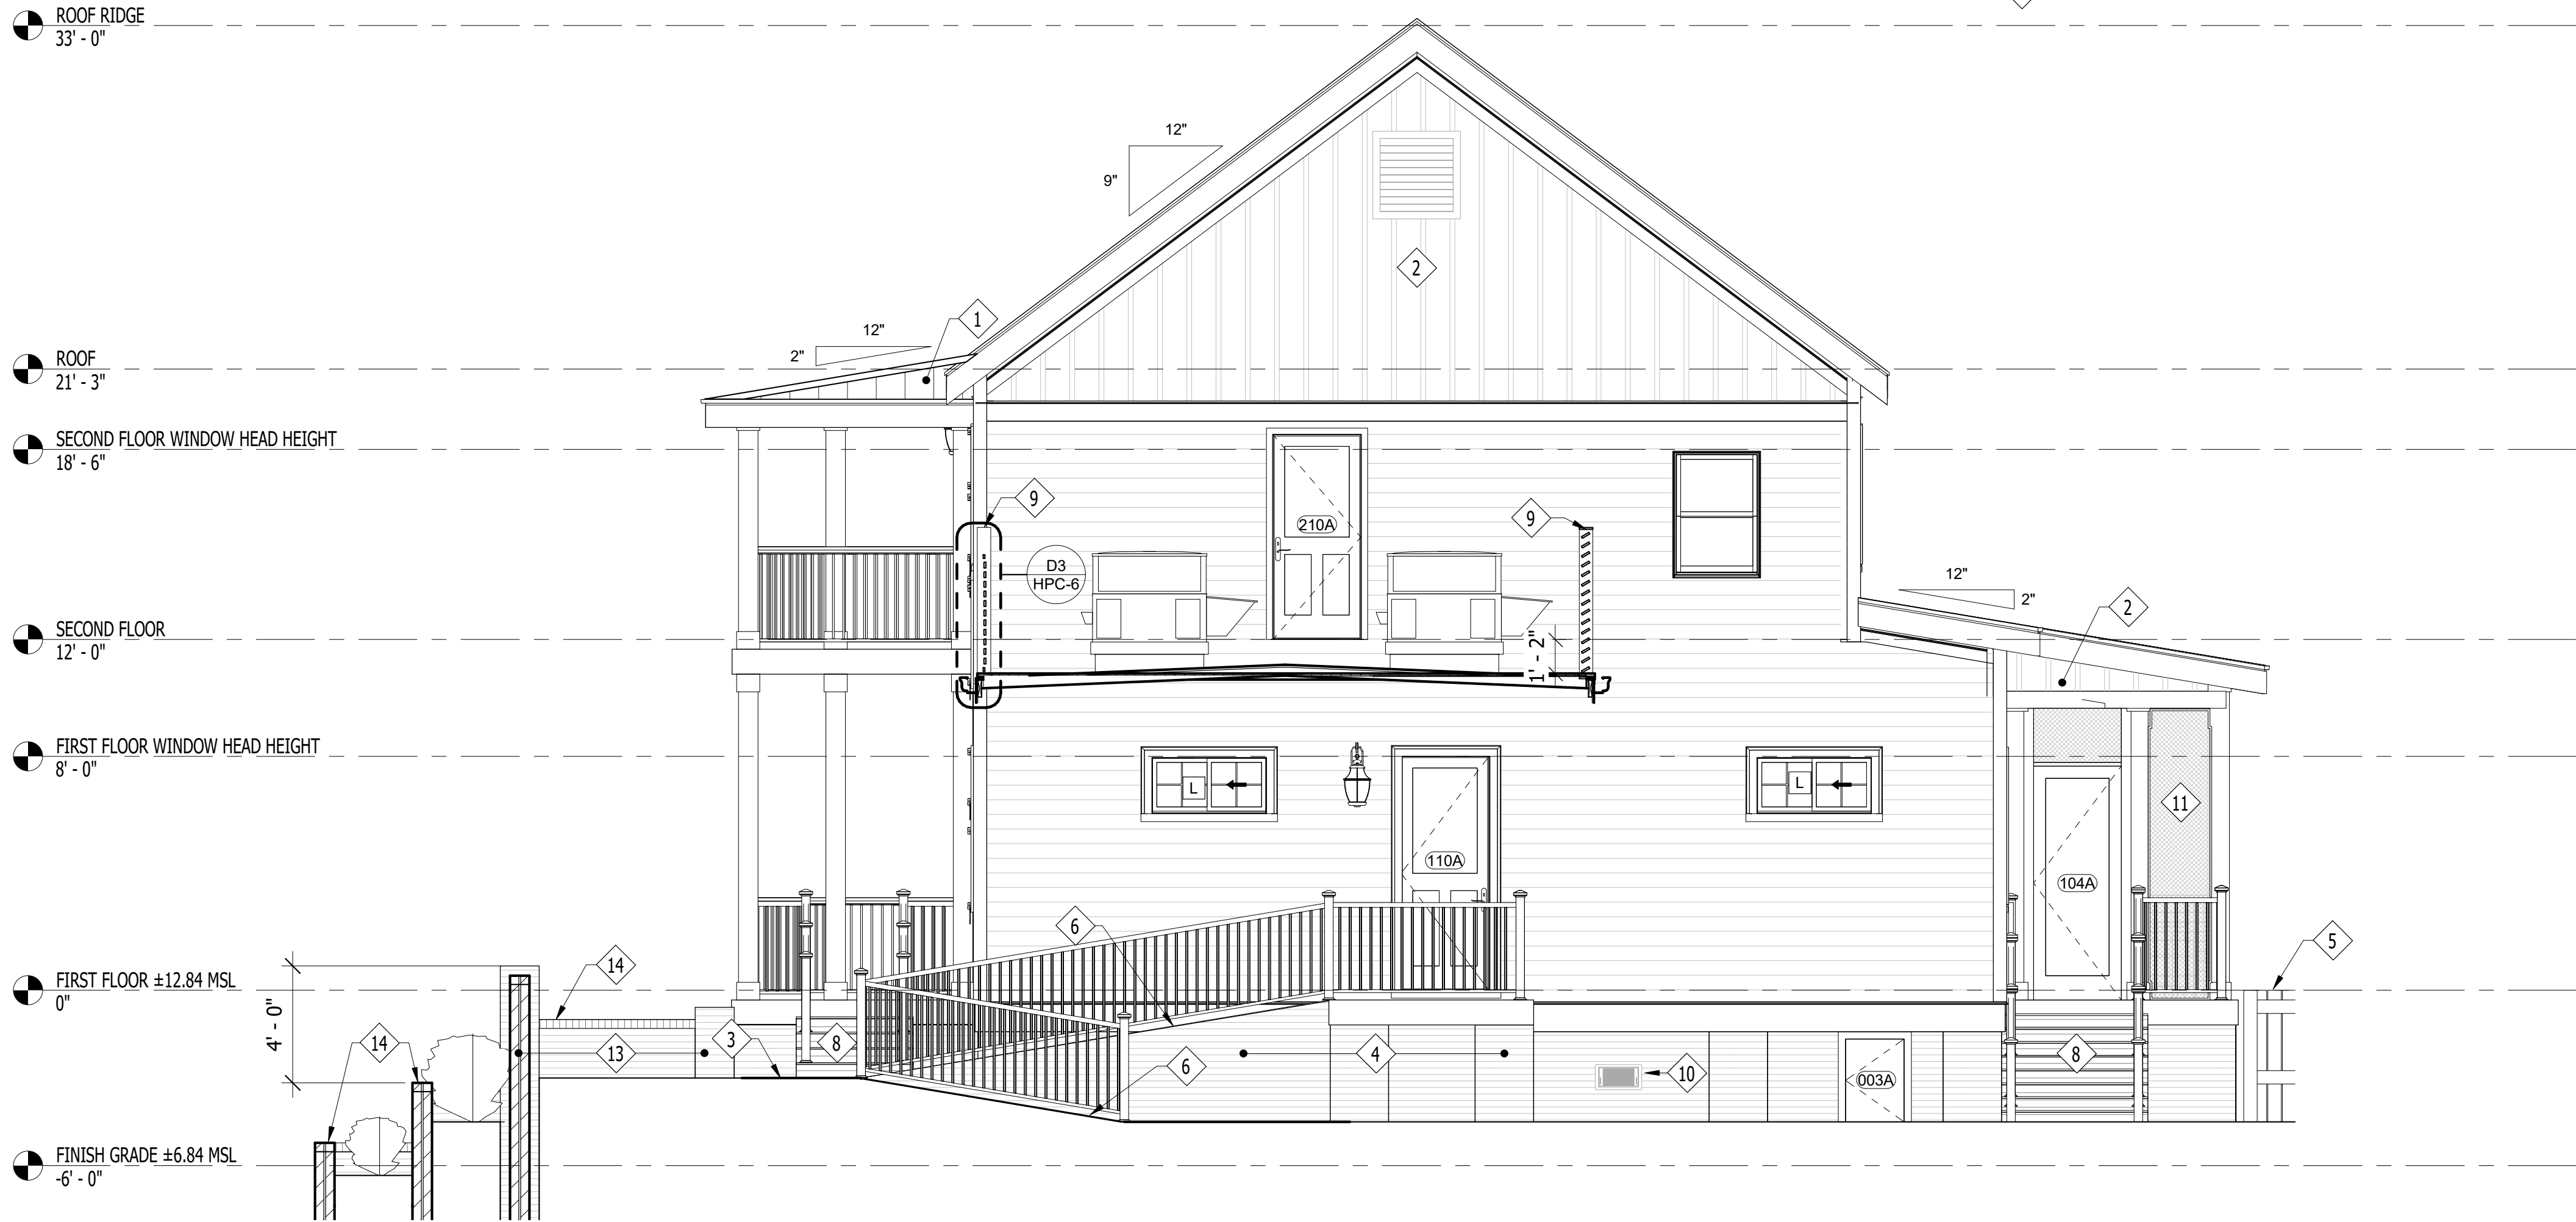 ROOF RIDGE
33' - 0"
12"
9"
2
1
12"
2"
ROOF
21' - 3"
SECOND FLOOR WINDOW HEAD HEIGHT
18' - 6"
9
210A
9
D3
HPC-6
12"
2"
2
SECOND FLOOR
12' - 0"
1' - 2"
FIRST FLOOR WINDOW HEAD HEIGHT
8' - 0"
L
L
11
110A
104A
6
5
14
FIRST FLOOR ±12.84 MSL
0"
4' - 0"
14
13
3
8
6
4
10
003A
8
FINISH GRADE ±6.84 MSL
-6' - 0"